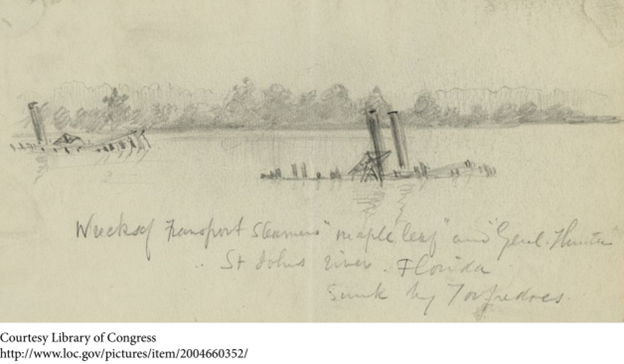 Wrecks of Transport Steamers "maple leaf" and "Genl. Hunter"
St Johns river. Florida
Sunk by Torpedoes.
Courtesy Library of Congress
http://www.loc.gov/pictures/item/2004660352/